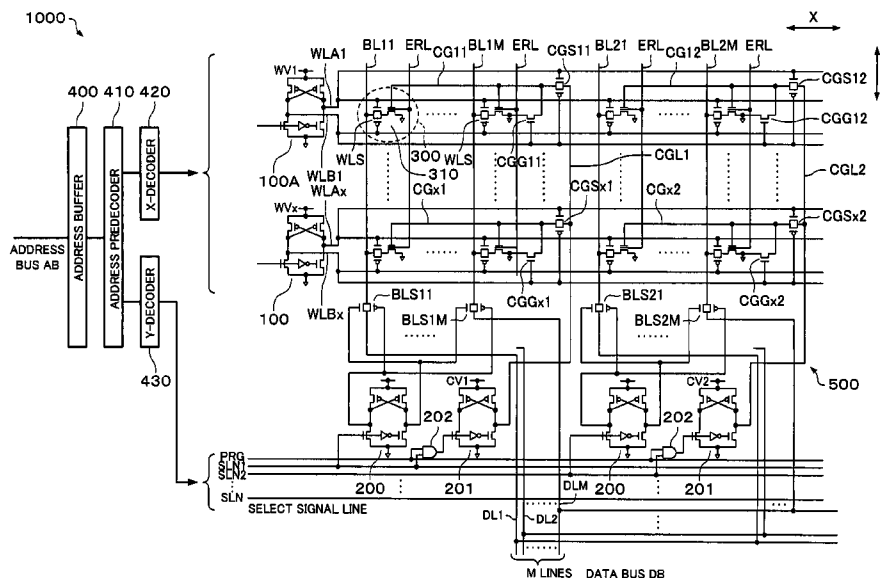 1000
400
410
420
ADDRESS BUS AB
ADDRESS BUFFER
ADDRESS PREDECODER
X-DECODER
Y-DECODER
430
BL11
ERL
BL1M
ERL
CGS11
BL21
ERL
BL2M
ERL
X
WV1
WLA1
CG11
CG12
CGS12
WLS
WLS
300
310
CGG11
CGG12
100A
WLB1
WLAx
CGL1
CGL2
WVx
CGx1
CGSx1
CGx2
CGSx2
100
WLBx
CGGx1
CGGx2
BLS11
BLS1M
BLS21
BLS2M
500
CV1
202
CV2
202
PRG
SLN1
SLN2
SLN
200
201
200
201
SELECT SIGNAL LINE
DLM
DL1
DL2
M LINES
DATA BUS DB